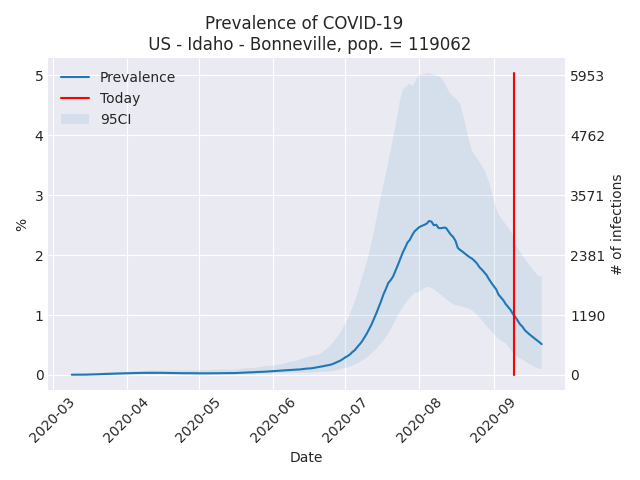 Prevalence of COVID-19
US - Idaho - Bonneville, pop. = 119062
Prevalence
Today
95CI
5
4
3
2
1
0
%
5953
4762
3571
2381
1190
0
# of infections
2020-03
2020-04
2020-05
2020-06
2020-07
2020-08
2020-09
Date